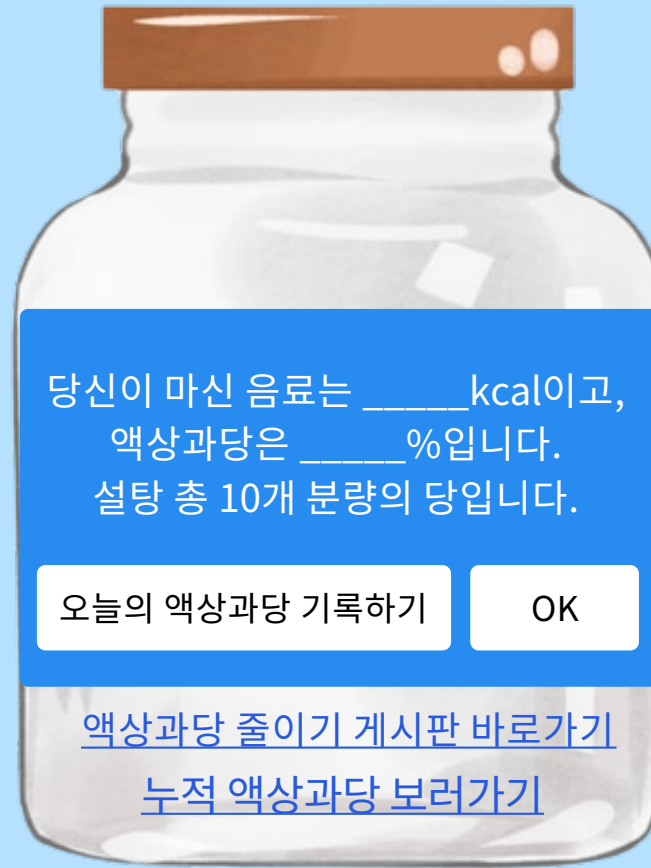 당신이 마신 음료는 _____kcal이고,
액상과당은 _____%입니다.
설탕 총 10개 분량의 당입니다.
오늘의 액상과당 기록하기
OK
액상과당 줄이기 게시판 바로가기
누적 액상과당 보러가기